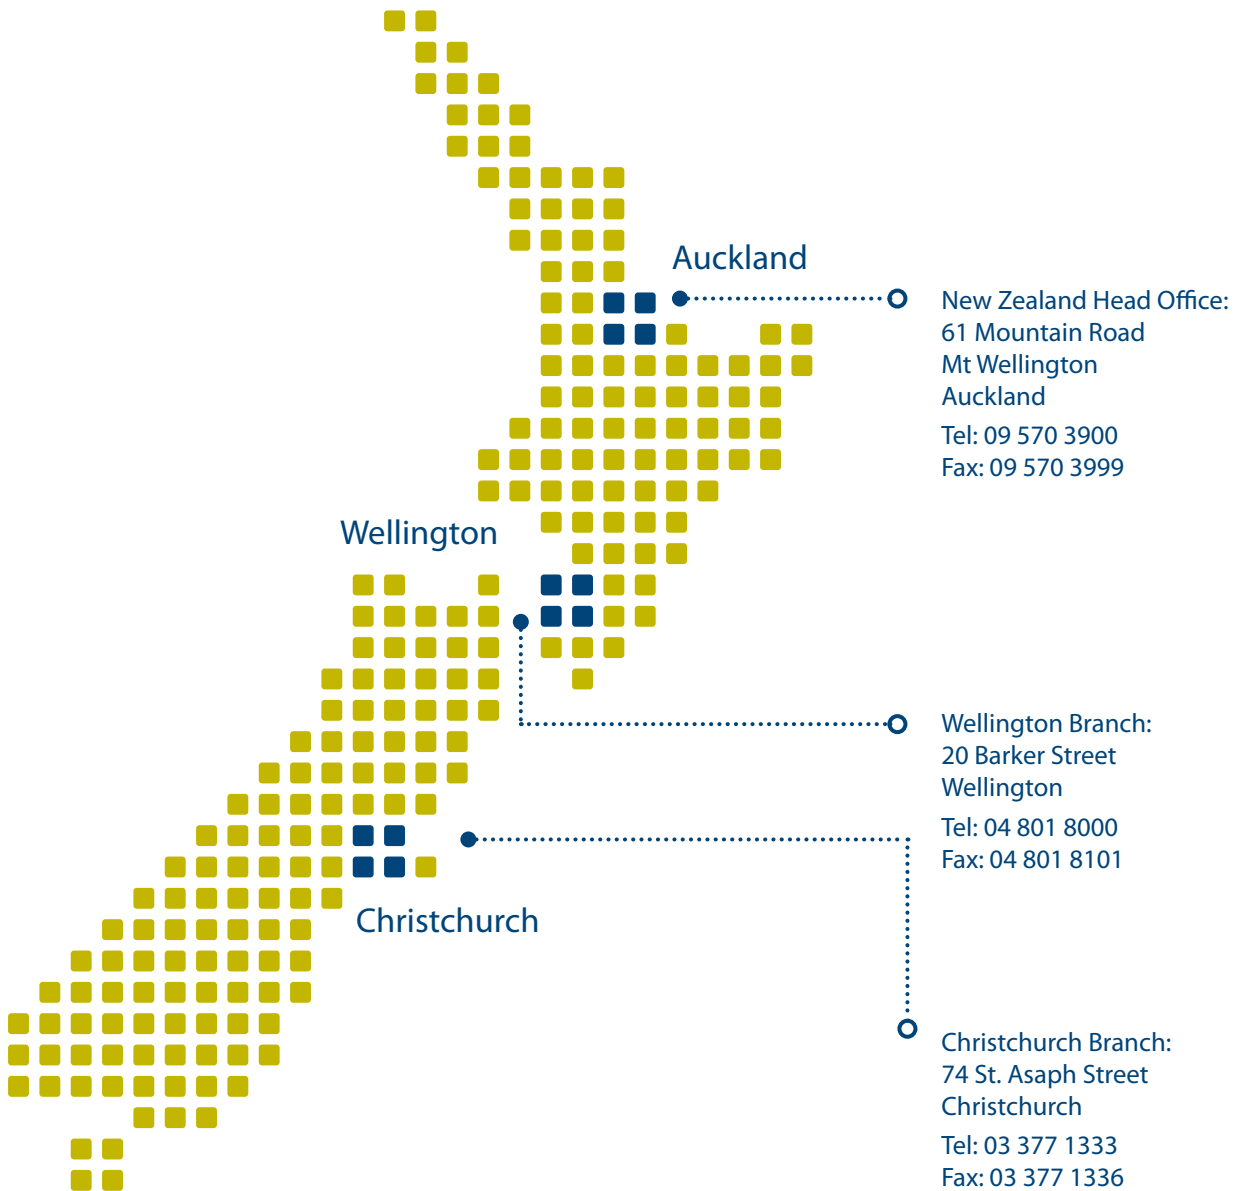 Auckland
New Zealand Head Office:
61 Mountain Road
Mt Wellington
Auckland
Tel: 09 570 3900
Fax: 09 570 3999
Wellington
Wellington Branch:
20 Barker Street
Wellington
Tel: 04 801 8000
Fax: 04 801 8101
Christchurch
Christchurch Branch:
74 St. Asaph Street
Christchurch
Tel: 03 377 1333
Fax: 03 377 1336